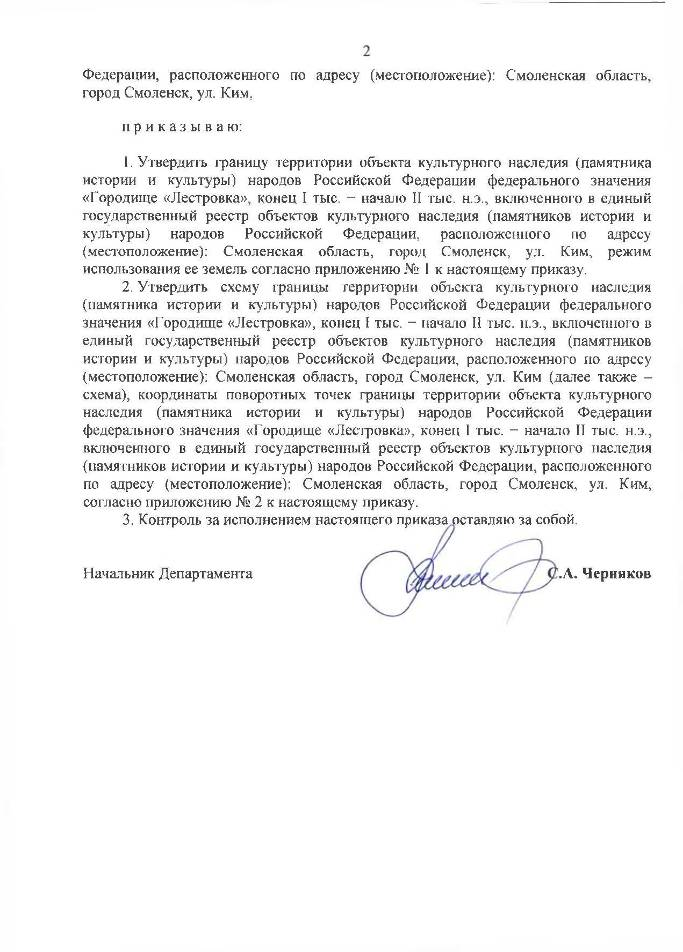 2
Федерации, расположенного по адресу (местоположение): Смоленская область,
город Смоленск, ул. Ким,
п р и к а з ы в а ю:
1. Утвердить границу территории объекта культурного наследия (памятника
истории и культуры) народов Российской Федерации федерального значения
«Городище «Лестровка», конец I тыс. − начало II тыс. н.э., включенного в единый
государственный реестр объектов культурного наследия (памятников истории и
культуры) народов Российской Федерации, расположенного по адресу
(местоположение): Смоленская область, город Смоленск, ул. Ким, режим
использования ее земель согласно приложению № 1 к настоящему приказу.
2. Утвердить схему границы территории объекта культурного наследия
(памятника истории и культуры) народов Российской Федерации федерального
значения «Городище «Лестровка», конец I тыс. − начало II тыс. н.э., включенного в
единый государственный реестр объектов культурного наследия (памятников
истории и культуры) народов Российской Федерации, расположенного по адресу
(местоположение): Смоленская область, город Смоленск, ул. Ким (далее также –
схема), координаты поворотных точек границы территории объекта культурного
наследия (памятника истории и культуры) народов Российской Федерации
федерального значения «Городище «Лестровка», конец I тыс. − начало II тыс. н.э.,
включенного в единый государственный реестр объектов культурного наследия
(памятников истории и культуры) народов Российской Федерации, расположенного
по адресу (местоположение): Смоленская область, город Смоленск, ул. Ким,
согласно приложению № 2 к настоящему приказу.
3. Контроль за исполнением настоящего приказа оставляю за собой.
Начальник Департамента С.А. Черняков